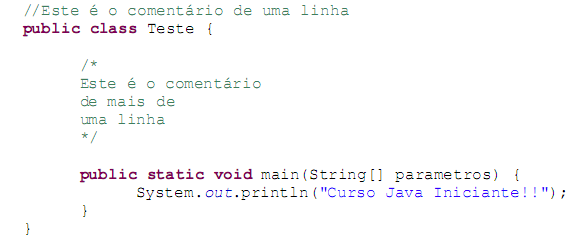 //Este é o comentário de uma linha
public class Teste {
/*
Este é o comentário
de mais de
uma linha
*/
public static void main(String[] parametros) {
System.out.println("Curso Java Iniciante!!");
}
}